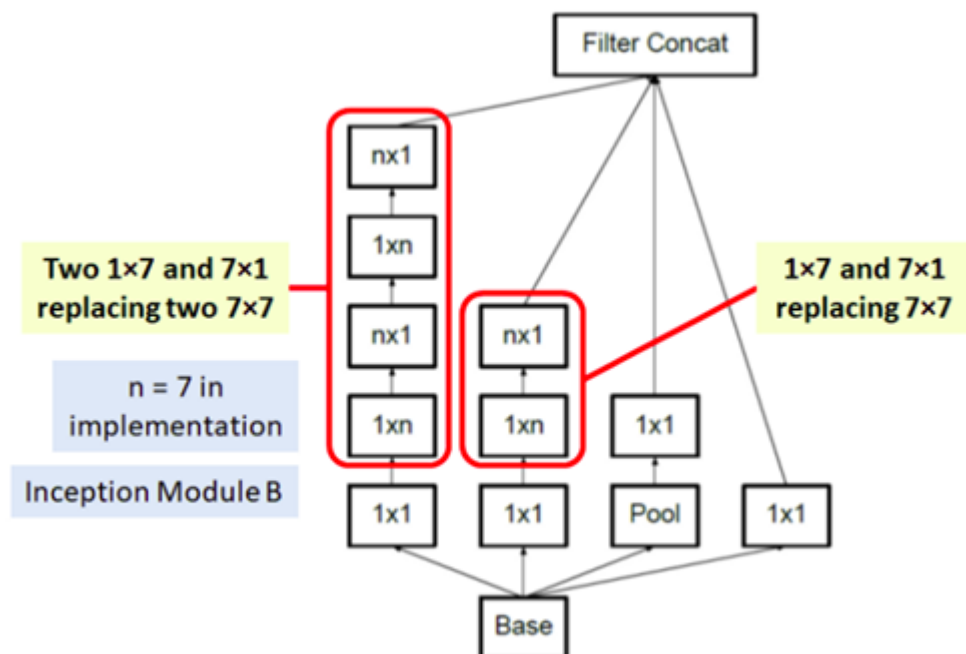 Filter Concat
nx1
1xn
Two 1×7 and 7×1
replacing two 7×7
1×7 and 7×1
replacing 7×7
nx1
nx1
n = 7 in
implementation
1xn
1xn
1x1
Inception Module B
1x1
1x1
Pool
1x1
Base